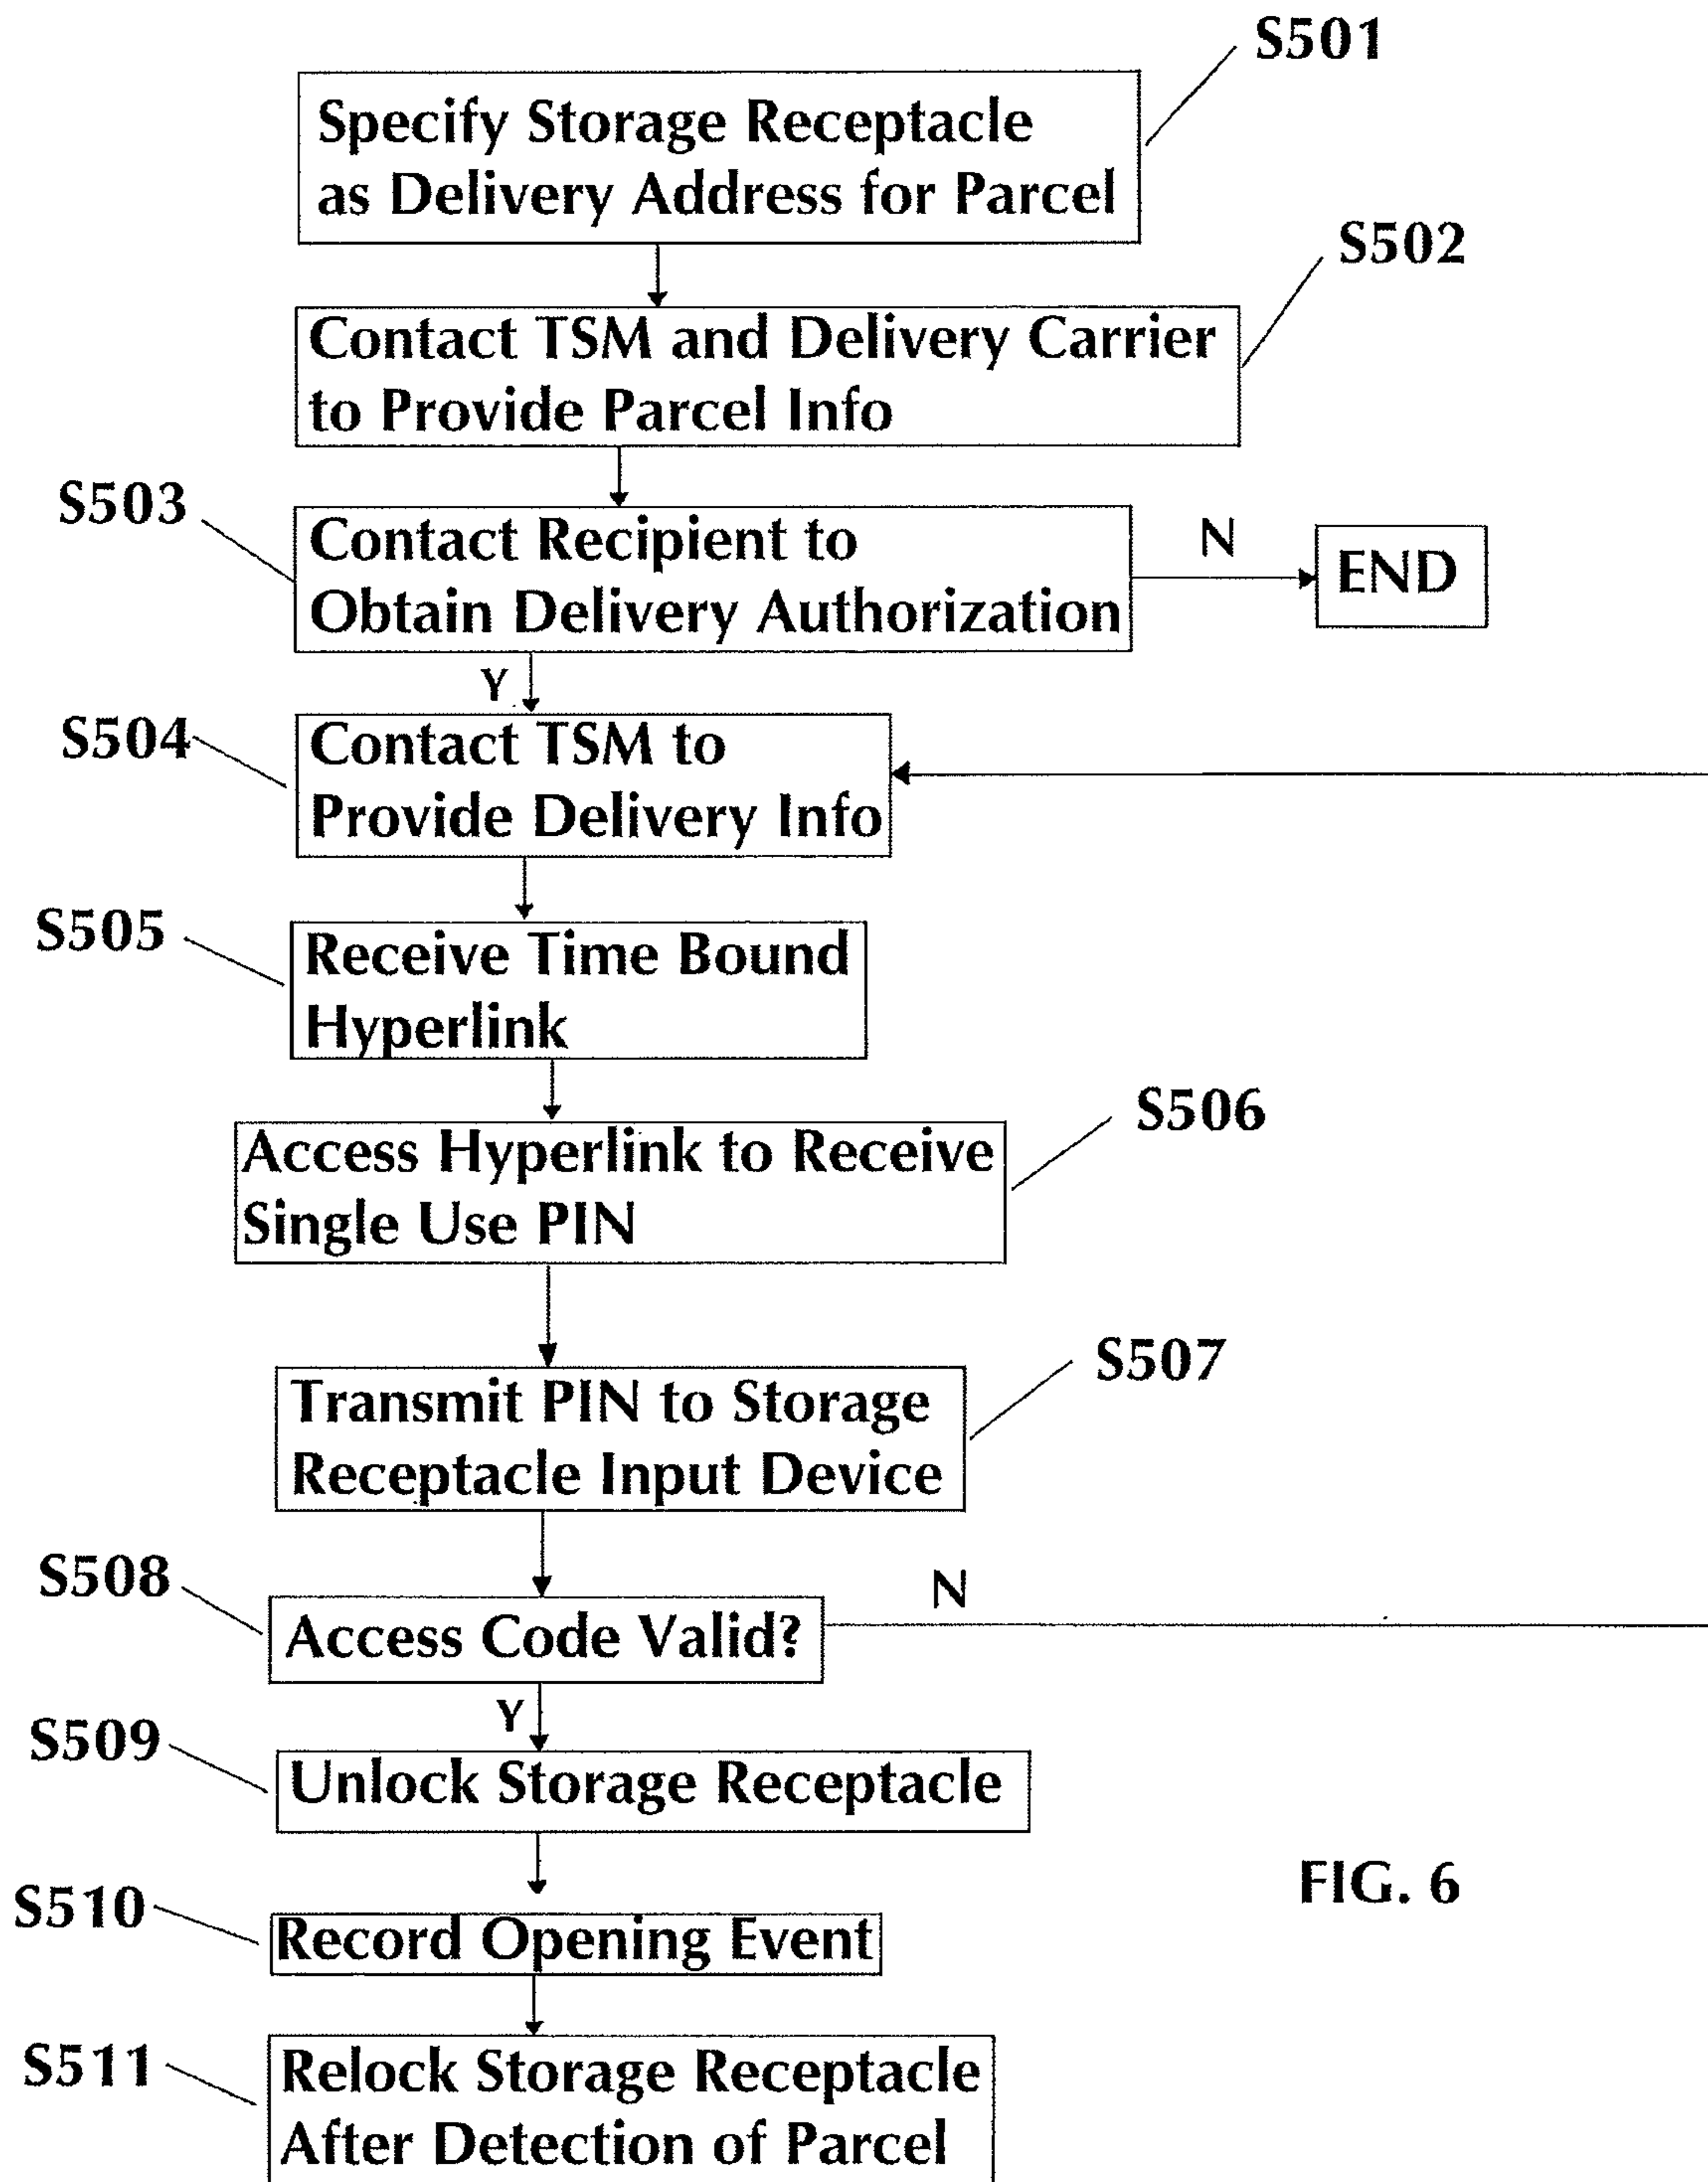 S501
Specify Storage Receptacle
as Delivery Address for Parcel
S502
Contact TSM and Delivery Carrier
to Provide Parcel Info
S503
Contact Recipient to
Obtain Delivery Authorization
N
END
Y
S504
Contact TSM to
Provide Delivery Info
S505
Receive Time Bound
Hyperlink
S506
Access Hyperlink to Receive
Single Use PIN
S507
Transmit PIN to Storage
Receptacle Input Device
S508
Access Code Valid?
N
Y
S509
Unlock Storage Receptacle
FIG. 6
S510
Record Opening Event
S511
Relock Storage Receptacle
After Detection of Parcel